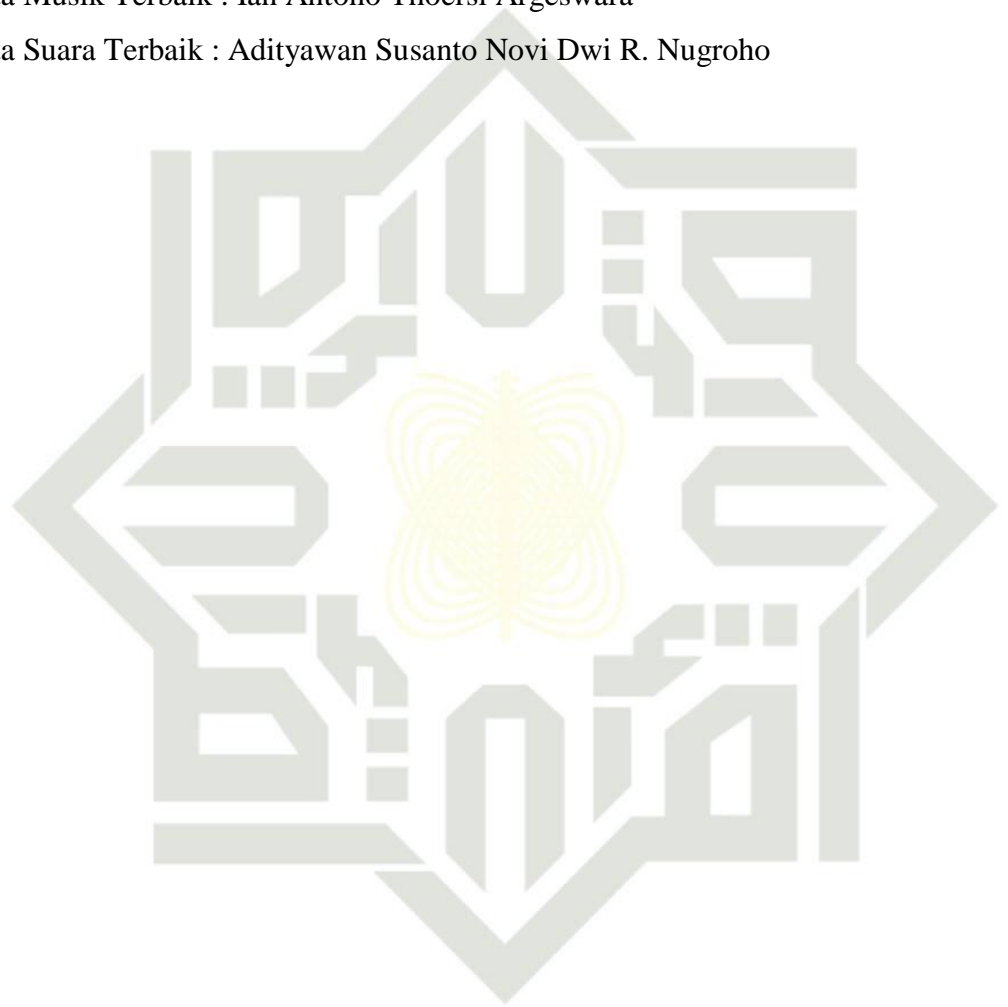 a Musik Terbaik : Ian Antono Thoersi Argeswara
a Suara Terbaik : Adityawan Susanto Novi Dwi R. Nugroho